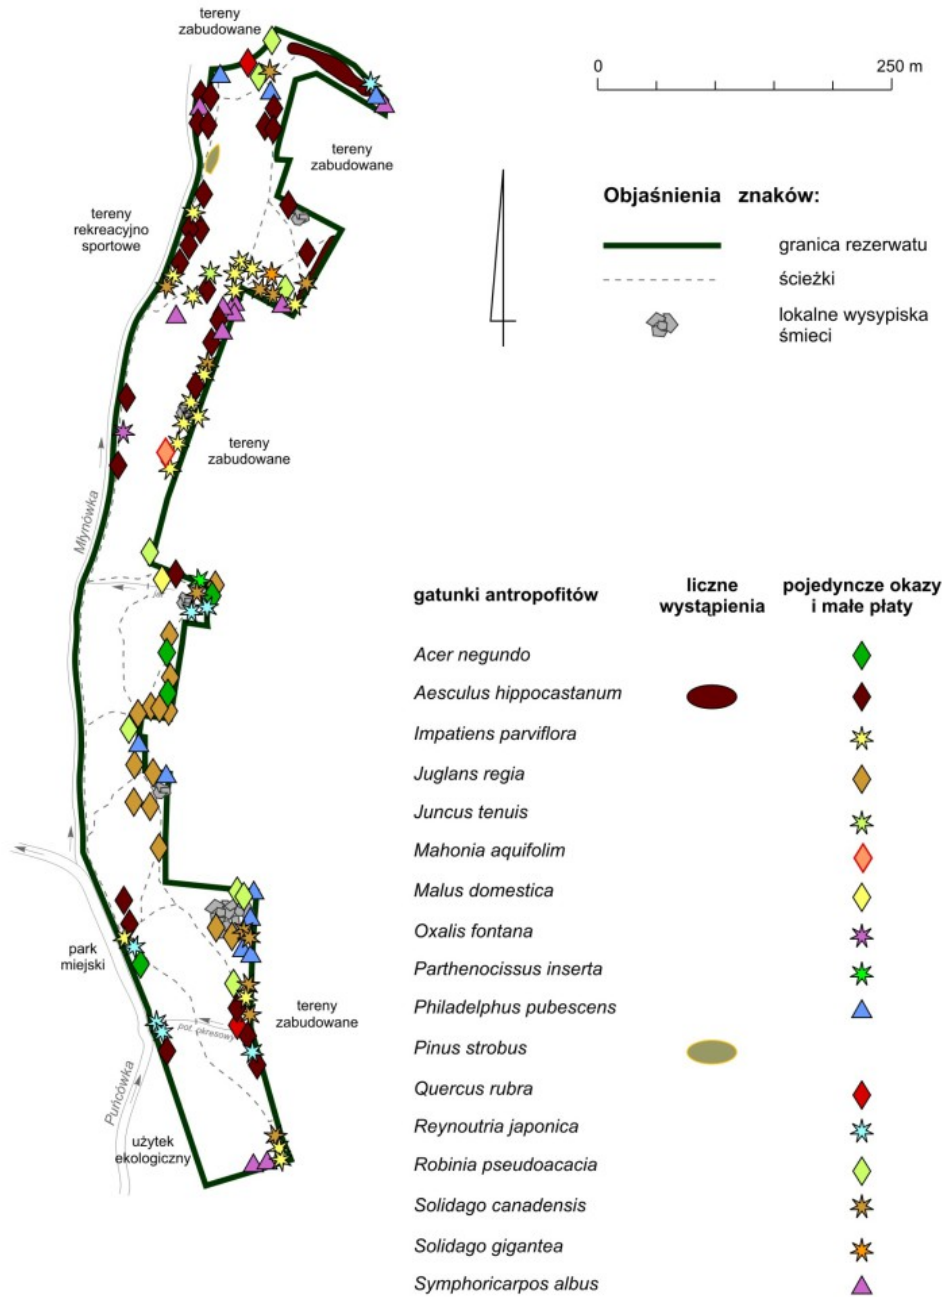 tereny
zabudowane
0
250 m
tereny
zabudowane
Objaśnienia znaków:
tereny
rekreacyjno
sportowe
granica rezerwatu
ścieżki
lokalne wysypiska
śmieci
tereny
zabudowane
Młynówka
gatunki antropofitów
liczne
wystąpienia
pojedyncze okazy
i małe płaty
Acer negundo
Aesculus hippocastanum
Impatiens parviflora
Juglans regia
Juncus tenuis
Mahonia aquifolim
Malus domestica
Oxalis fontana
Parthenocissus inserta
Philadelphus pubescens
Pinus strobus
Quercus rubra
Reynoutria japonica
Robinia pseudoacacia
Solidago canadensis
Solidago gigantea
Symphoricarpos albus
park
miejski
tereny
zabudowane
pot. okresowy
Puńcówka
użytek
ekologiczny